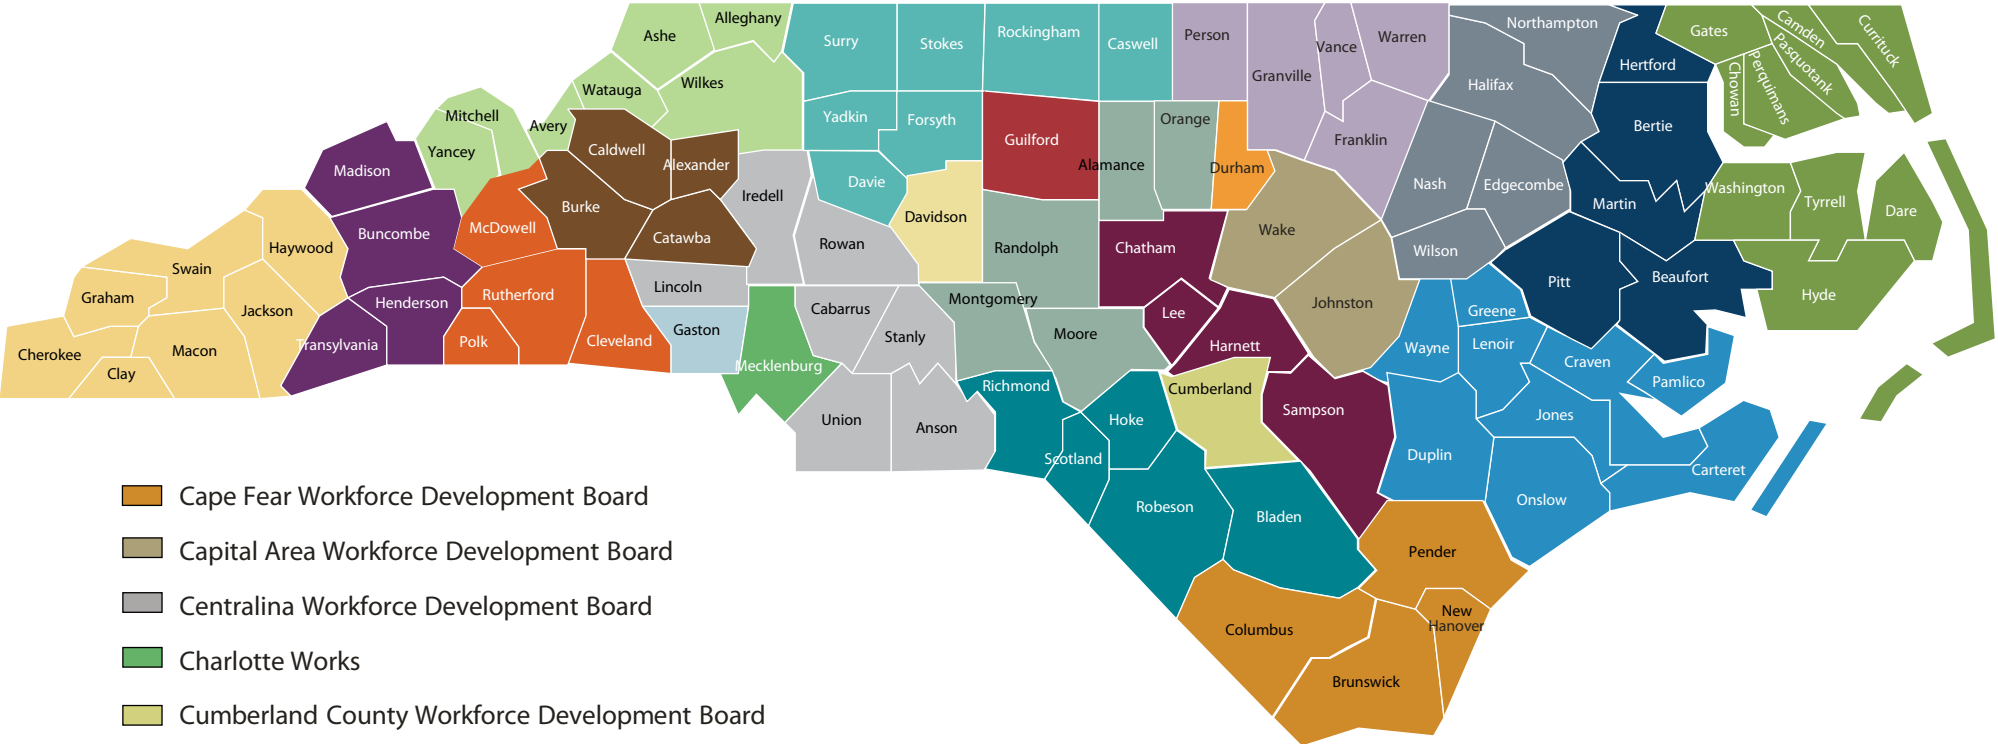 Alleghany
Ashe
Surry
Stokes
Rockingham
Caswell
Person
Granville
Vance
Warren
Northampton
Hertford
Gates
Camden
Currituck
Pasquotank
Perquimans
Chowan
Watauga
Wilkes
Halifax
Mitchell
Avery
Yancey
Yadkin
Forsyth
Guilford
Alamance
Orange
Durham
Franklin
Bertie
Madison
Caldwell
Alexander
Iredell
Davie
Davidson
Nash
Edgecombe
Martin
Washington
Tyrrell
Dare
Burke
McDowell
Buncombe
Catawba
Rowan
Randolph
Chatham
Wake
Wilson
Haywood
Swain
Graham
Jackson
Henderson
Rutherford
Lincoln
Cabarrus
Montgomery
Moore
Lee
Johnston
Pitt
Beaufort
Hyde
Greene
Cherokee
Clay
Macon
Transylvania
Polk
Cleveland
Gaston
Mecklenburg
Stanly
Harnett
Wayne
Lenoir
Craven
Pamlico
Richmond
Cumberland
Sampson
Jones
Union
Anson
Hoke
Scotland
Duplin
Carteret
Onslow
Robeson
Bladen
Pender
Columbus
New
Hanover
Brunswick
Cape Fear Workforce Development Board
Capital Area Workforce Development Board
Centralina Workforce Development Board
Charlotte Works
Cumberland County Workforce Development Board